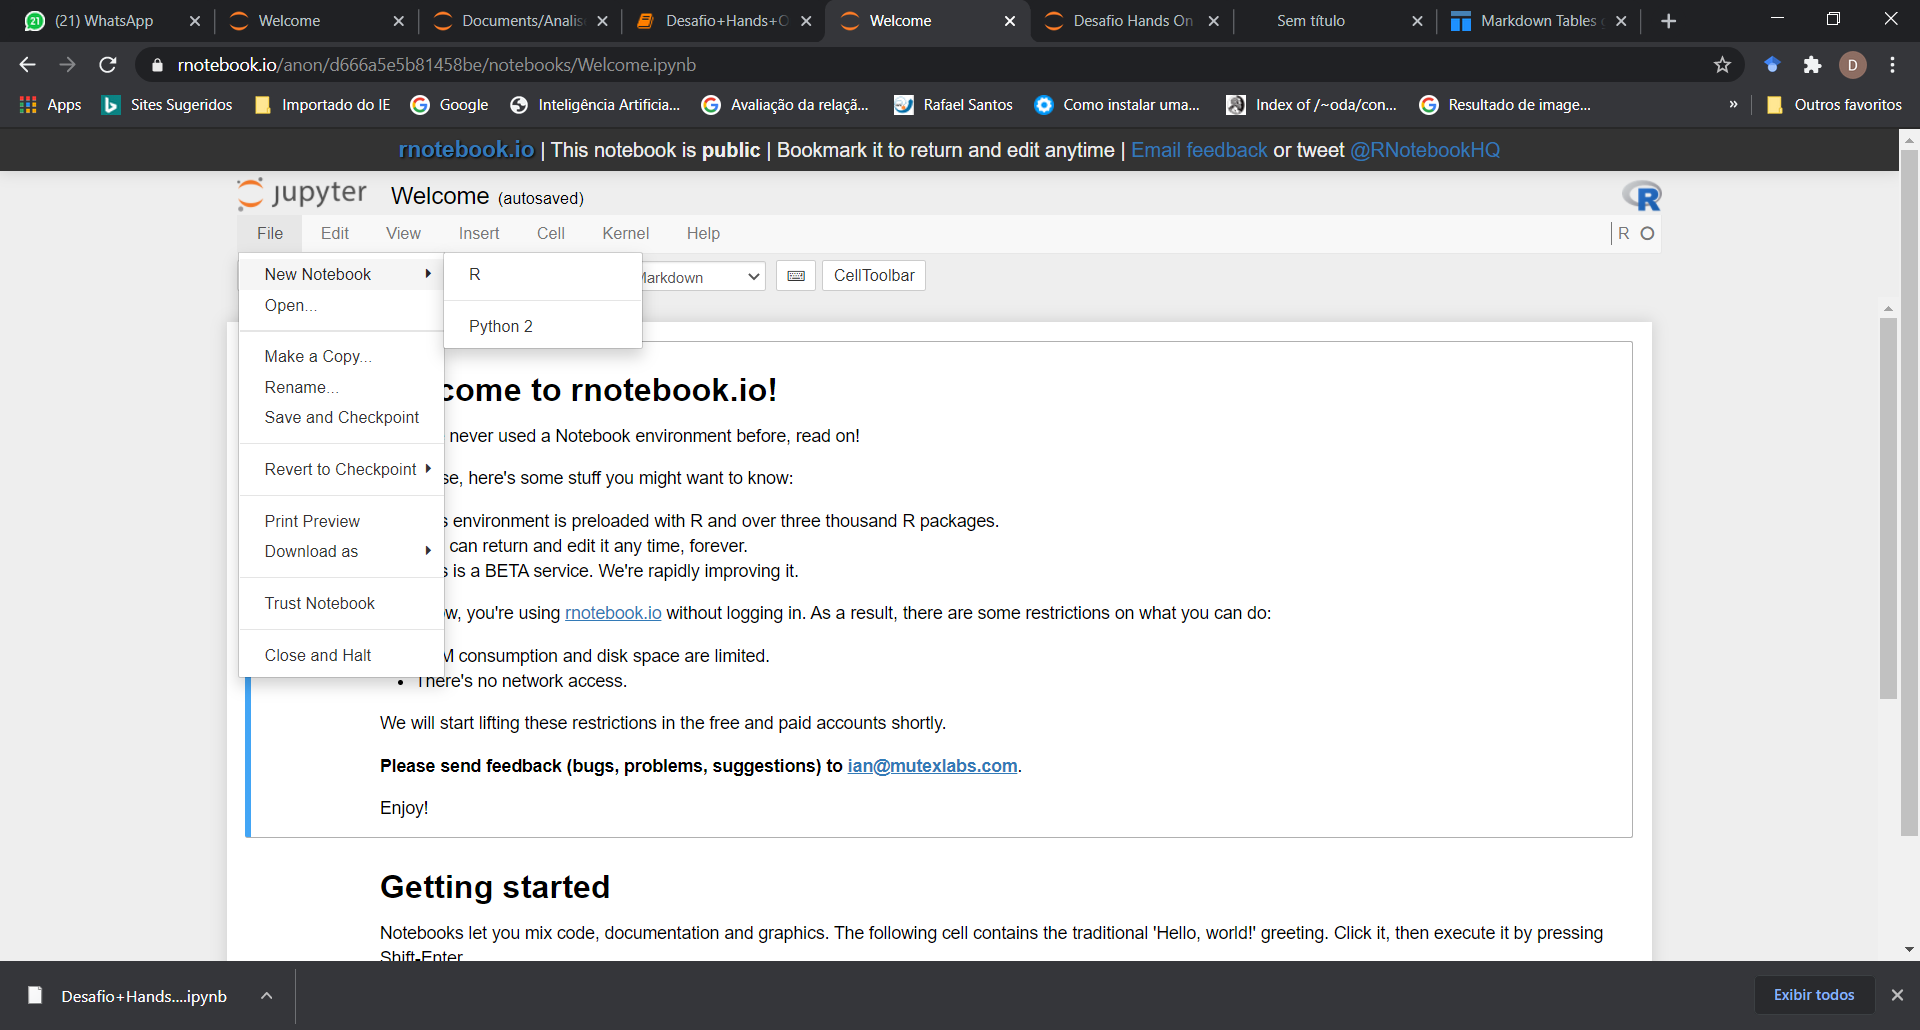 (21) WhatsApp
Welcome
Documents/Analis
Desafio+Hands+O
Welcome
Desafio Hands On
Sem título
Markdown Tables
rnotebook.io/anon/d666a5e5b81458be/notebooks/Welcome.ipynb
D
Apps
Sites Sugeridos
Importado do IE
Google
Inteligência Artificia...
Avaliação da relaçã...
Rafael Santos
Como instalar uma...
Index of /~oda/con...
Resultado de image...
»
Outros favoritos
rnotebook.io | This notebook is public | Bookmark it to return and edit anytime | Email feedback or tweet @RNotebookHQ
jupyter Welcome (autosaved)
R
File Edit View Insert Cell Kernel Help
R
New Notebook
R
Markdown
CellToolbar
Open...
Python 2
Make a Copy...
Rename...
Save and Checkpoint
Revert to Checkpoint
Print Preview
Download as
Trust Notebook
Close and Halt
come to rnotebook.io!
never used a Notebook environment before, read on!
se, here's some stuff you might want to know:
s environment is preloaded with R and over three thousand R packages.
can return and edit it any time, forever.
s is a BETA service. We're rapidly improving it.
ow, you're using rnotebook.io without logging in. As a result, there are some restrictions on what you can do:
M consumption and disk space are limited.
• There's no network access.
We will start lifting these restrictions in the free and paid accounts shortly.
Please send feedback (bugs, problems, suggestions) to ian@mutexlabs.com.
Enjoy!
Getting started
Notebooks let you mix code, documentation and graphics. The following cell contains the traditional 'Hello, world!' greeting. Click it, then execute it by pressing
Shift-Enter
Desafio+Hands....ipynb
Exibir todos